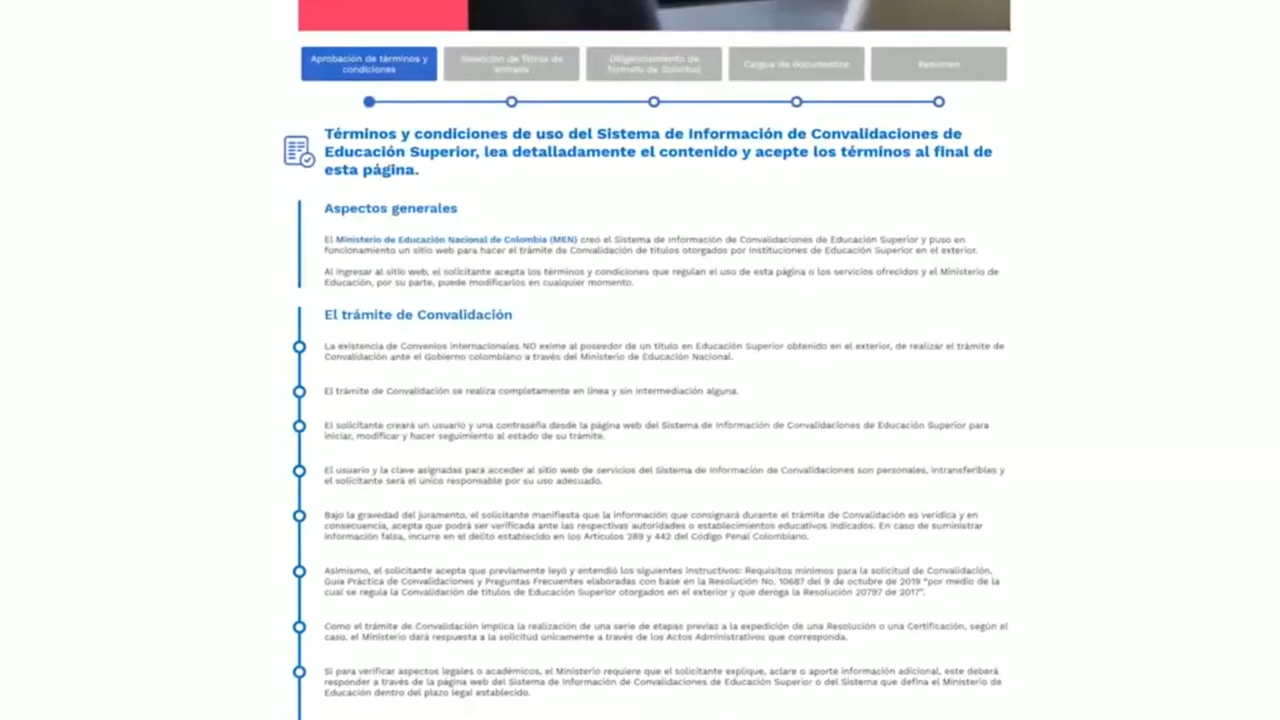 Aprobación de términos y
condiciones
Selección de filtros de
entrada
Diligenciamiento de
formato de Solicitud
Cargue de documentos
Resumen
Términos y condiciones de uso del Sistema de Información de Convalidaciones de
Educación Superior, lea detalladamente el contenido y acepte los términos al final de
esta página.
Aspectos generales
El Ministerio de Educación Nacional de Colombia (MEN) creó el Sistema de Información de Convalidaciones de Educación Superior y puso en
funcionamiento un sitio web para hacer el trámite de Convalidación de títulos otorgados por Instituciones de Educación Superior en el exterior.
Al ingresar al sitio web, el solicitante acepta los términos y condiciones que regulan el uso de esta página o los servicios ofrecidos y el Ministerio de
Educación, por su parte, puede modificarlos en cualquier momento.
El trámite de Convalidación
La existencia de Convenios internacionales NO exime al poseedor de un título en Educación Superior obtenido en el exterior, de realizar el trámite de
Convalidación ante el Gobierno colombiano a través del Ministerio de Educación Nacional.
El trámite de Convalidación se realiza completamente en línea y sin intermediación alguna.
El solicitante creará un usuario y una contraseña desde la página web del Sistema de Información de Convalidaciones de Educación Superior para
iniciar, modificar y hacer seguimiento al estado de su trámite.
El usuario y la clave asignadas para acceder al sitio web de servicios del Sistema de Información de Convalidaciones son personales, intransferibles y
el solicitante será el único responsable por su uso adecuado.
Bajo la gravedad del juramento, el solicitante manifiesta que la información que consignará durante el trámite de Convalidación es verídica y en
consecuencia, acepta que podrá ser verificada ante las respectivas autoridades o establecimientos educativos indicados. En caso de suministrar
información falsa, incurre en el delito establecido en los Artículos 289 y 442 del Código Penal Colombiano.
Asimismo, el solicitante acepta que previamente leyó y entendió los siguientes instructivos: Requisitos mínimos para la solicitud de Convalidación,
Guía Práctica de Convalidaciones y Preguntas Frecuentes elaboradas con base en la Resolución No. 10687 del 9 de octubre de 2019 "por medio de la
cual se regula la Convalidación de títulos de Educación Superior otorgados en el exterior y que deroga la Resolución 20797 de 2017".
Como el trámite de Convalidación implica la realización de una serie de etapas previas a la expedición de una Resolución o una Certificación, según el
caso, el Ministerio dará respuesta a la solicitud únicamente a través de los Actos Administrativos que corresponda.
Si para verificar aspectos legales o académicos, el Ministerio requiere que el solicitante explique, aclare o aporte información adicional, este deberá
responder a través de la página web del Sistema de Información de Convalidaciones de Educación Superior o del Sistema que defina el Ministerio de
Educación dentro del plazo legal establecido.